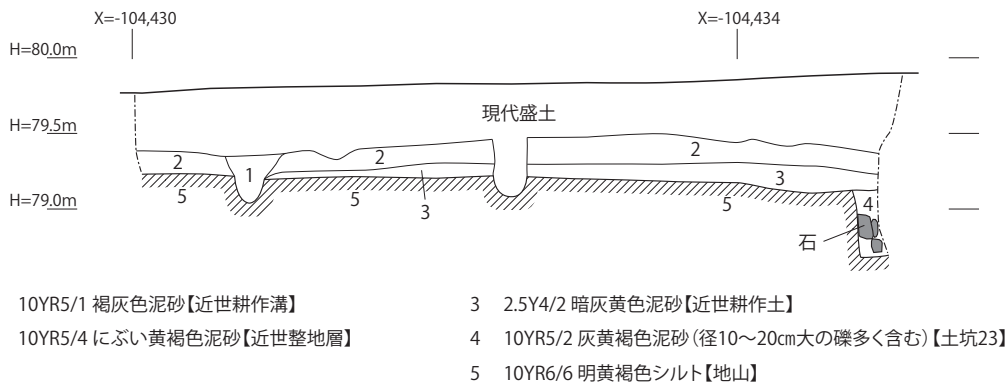 X=-104,430
X=-104,434
H=80.0m
現代盛土
H=79.5m
2
2
2
1
3
5
5
3
5
H=79.0m
4
石
10YR5/1 褐灰色泥砂【近世耕作溝】
10YR5/4 にぶい黄褐色泥砂【近世整地層】
3 2.5Y4/2 暗灰黄色泥砂【近世耕作土】
4 10YR5/2 灰黄褐色泥砂(径10~20㎝大の礫多く含む)【土坑23】
5 10YR6/6 明黄褐色シルト【地山】